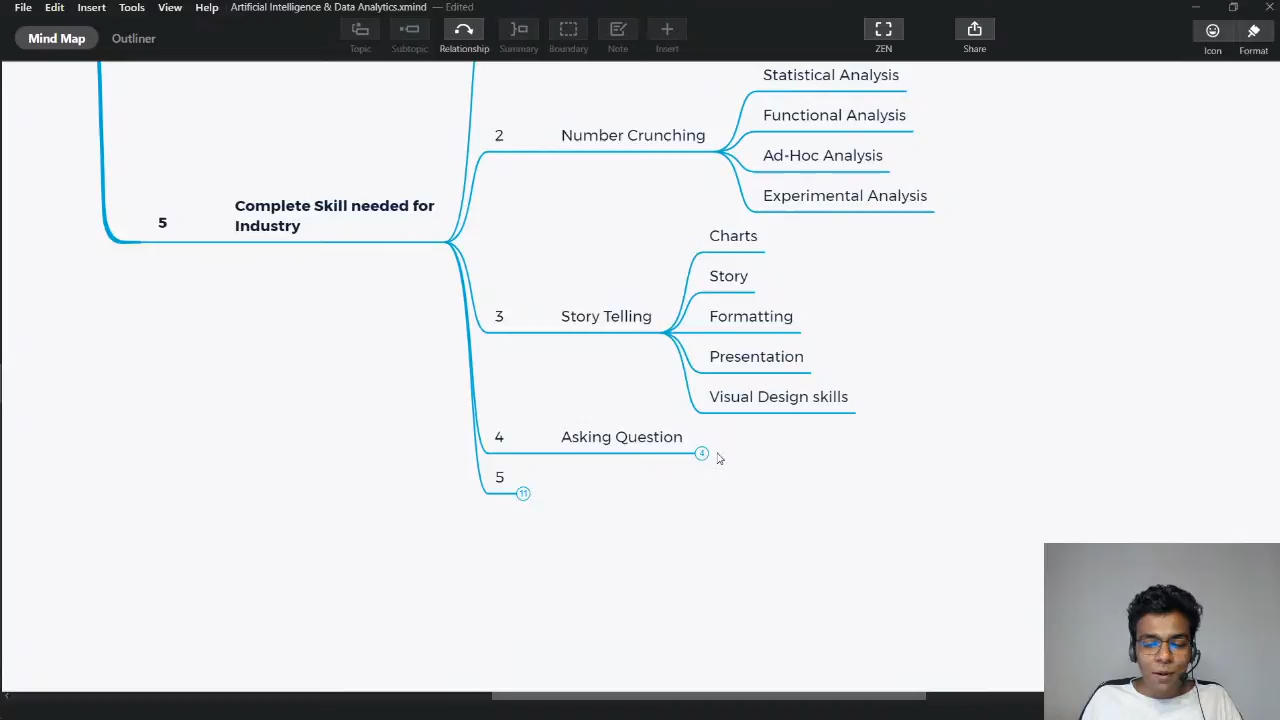 File Edit Insert Tools View Help Artificial Intelligence & Data Analytics.xmind — Edited
Mind Map Outliner
Topic Subtopic Relationship Summary Boundary Note Insert ZEN Share Icon Format
Statistical Analysis
Functional Analysis
2 Number Crunching
Ad-Hoc Analysis
Experimental Analysis
5 Complete Skill needed for
Industry
Charts
Story
3 Story Telling
Formatting
Presentation
Visual Design skills
4 Asking Question 4
5 11